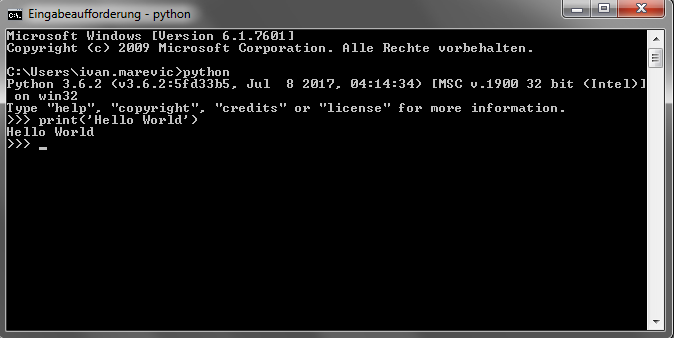 Eingabeaufforderung - python
Microsoft Windows [Version 6.1.7601]
Copyright (c) 2009 Microsoft Corporation. Alle Rechte vorbehalten.
C:\Users\ivan.marevic>python
Python 3.6.2 (v3.6.2:5fd33b5, Jul  8 2017, 04:14:34) [MSC v.1900 32 bit (Intel)]
 on win32
Type "help", "copyright", "credits" or "license" for more information.
>>> print('Hello World')
Hello World
>>> _